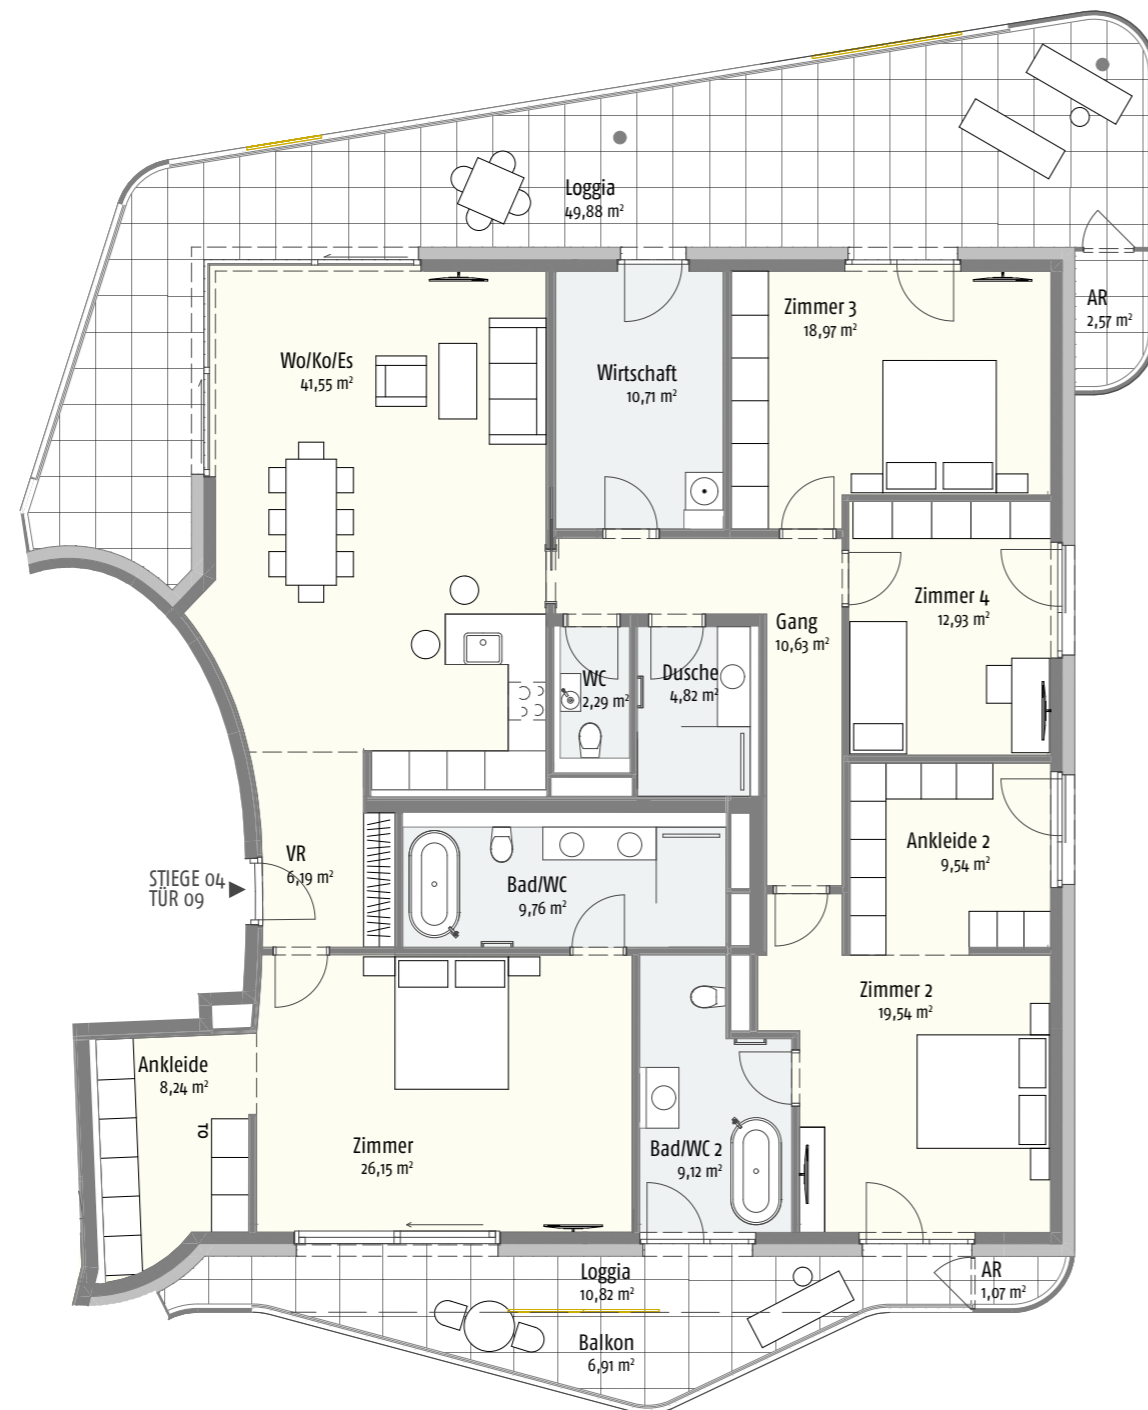 Loggia
49,88 m²
AR
2,57 m²
Zimmer 3
18,97 m²
Wo/Ko/Es
41,55 m²
Wirtschaft
10,71 m²
Zimmer 4
12,93 m²
Gang
10,63 m²
WC
2,29 m²
Dusche
4,82 m²
Ankleide 2
9,54 m²
VR
6,19 m²
STIEGE 04
TÜR 09
Bad/WC
9,76 m²
Zimmer 2
19,54 m²
Ankleide
8,24 m²
TO
Zimmer
26,15 m²
Bad/WC 2
9,12 m²
Loggia
10,82 m²
AR
1,07 m²
Balkon
6,91 m²